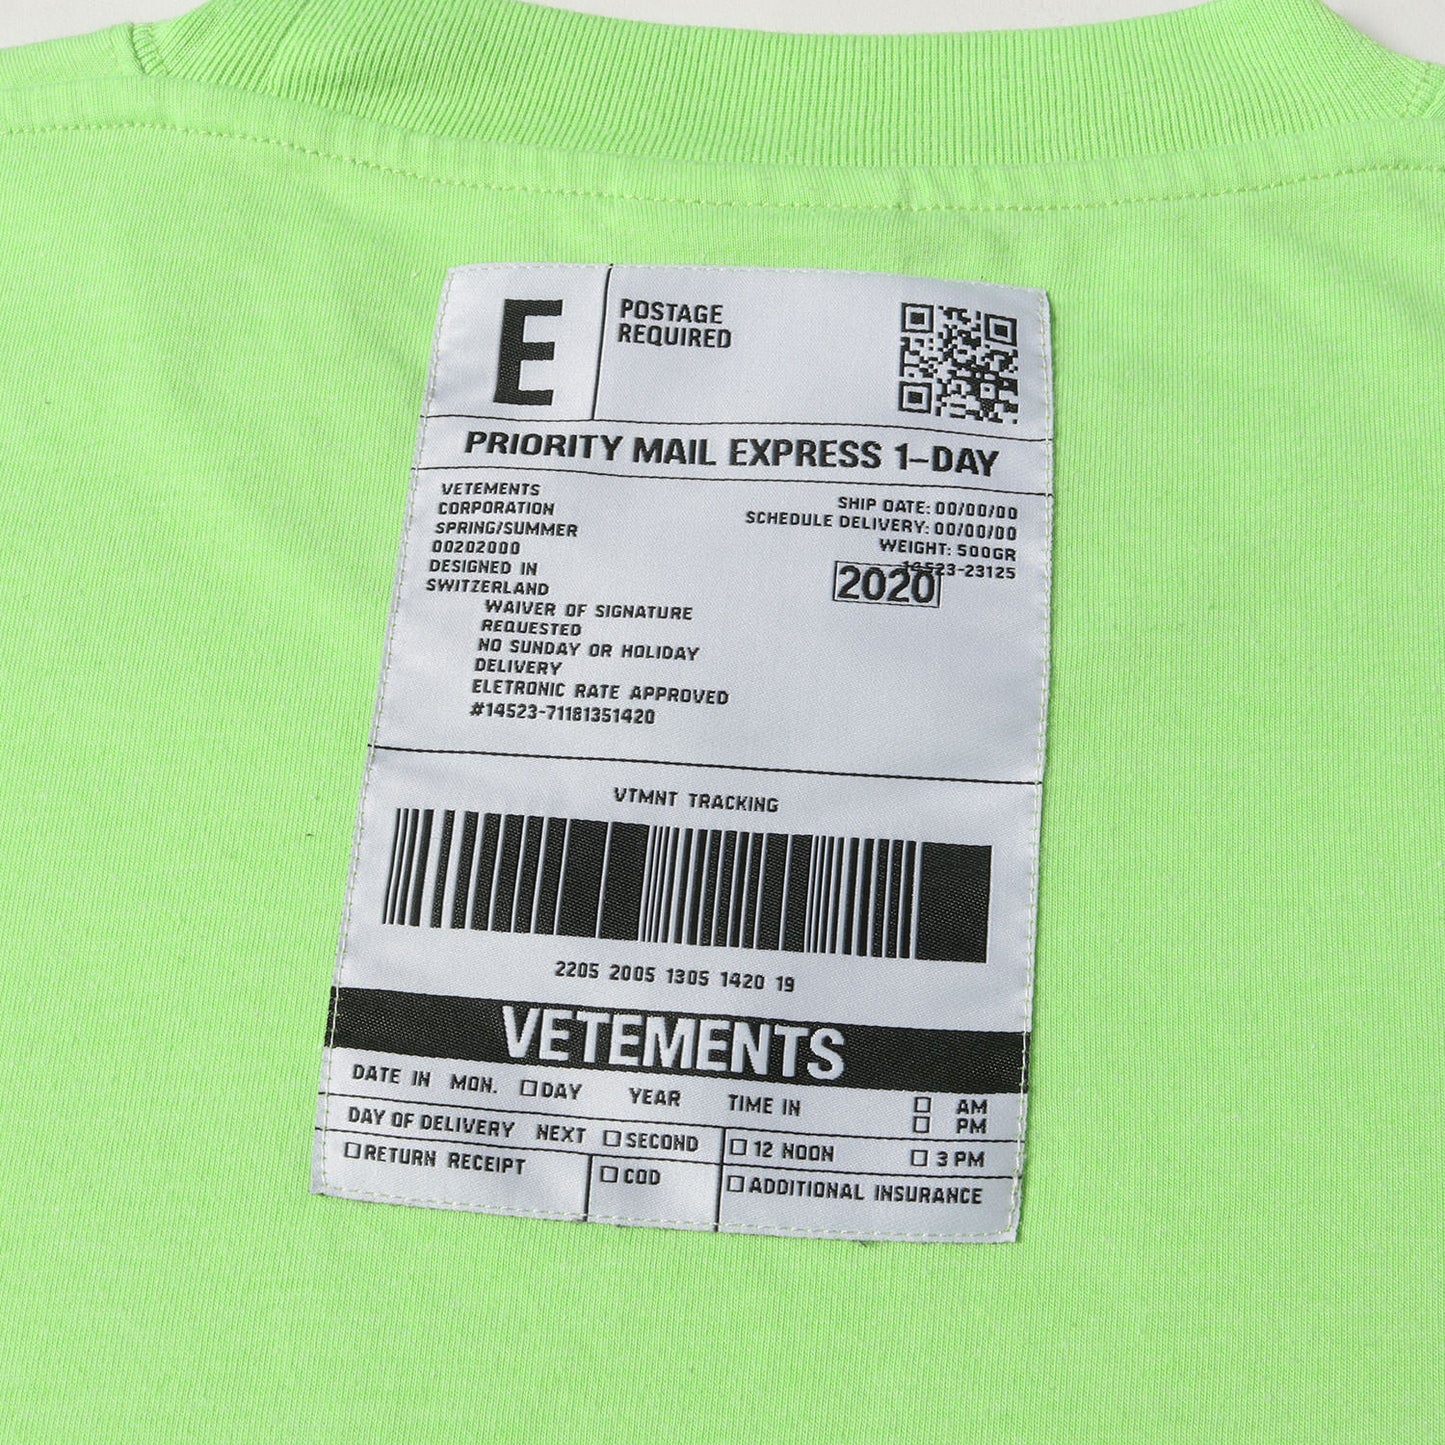 E
POSTAGE
REQUIRED
PRIORITY MAIL EXPRESS 1-DAY
VETEMENTS
CORPORATION
SPRING/SUMMER
00202000
DESIGNED IN
SWITZERLAND
WAIVER OF SIGNATURE
REQUESTED
NO SUNDAY OR HOLIDAY
DELIVERY
ELETRONIC RATE APPROVED
#14523-71181351420
SHIP DATE: 00/00/00
SCHEDULE DELIVERY: 00/00/00
WEIGHT: 500GR
14523-23125
2020
VTMNT TRACKING
2205 2005 1305 1420 19
VETEMENTS
DATE IN MON. DAY YEAR TIME IN AM
PM
DAY OF DELIVERY NEXT SECOND 12 NOON 3 PM
RETURN RECEIPT COD ADDITIONAL INSURANCE